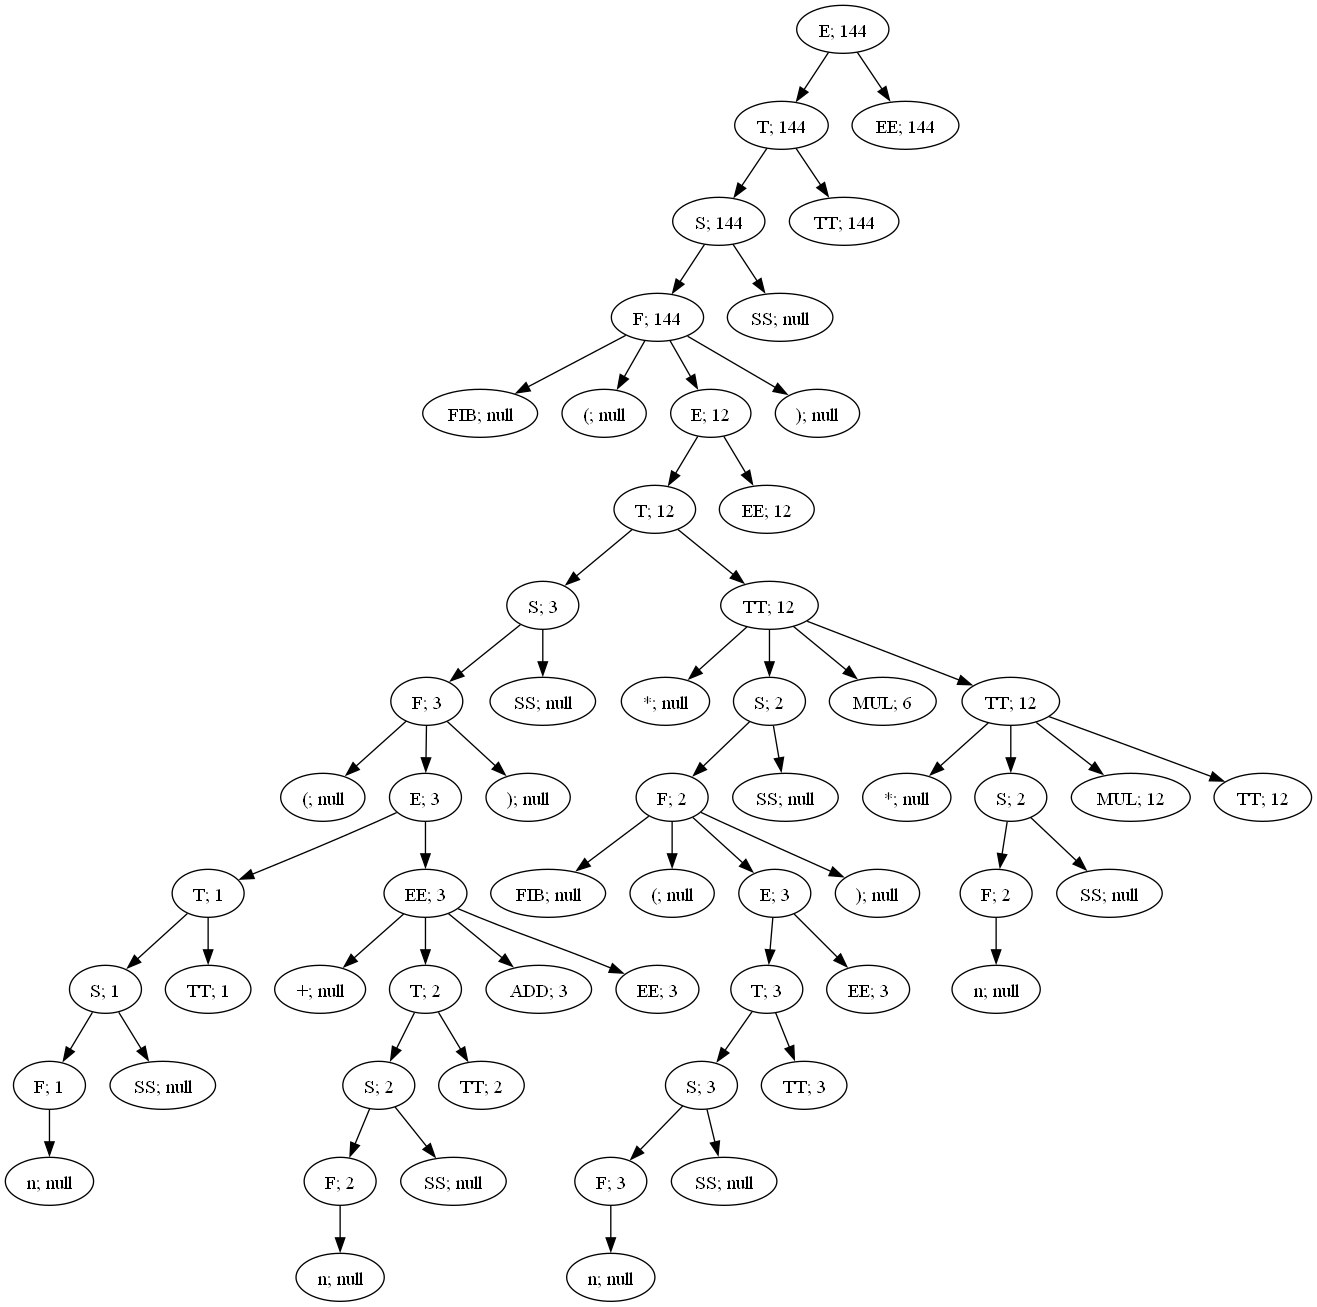 E; 144
T; 144
EE; 144
S; 144
TT; 144
F; 144
SS; null
FIB; null
(; null
E; 12
); null
T; 12
EE; 12
S; 3
TT; 12
F; 3
SS; null
*; null
S; 2
MUL; 6
TT; 12
(; null
E; 3
); null
F; 2
SS; null
*; null
S; 2
MUL; 12
TT; 12
T; 1
EE; 3
FIB; null
(; null
E; 3
); null
F; 2
SS; null
S; 1
TT; 1
+; null
T; 2
ADD; 3
EE; 3
T; 3
EE; 3
n; null
F; 1
SS; null
S; 2
TT; 2
S; 3
TT; 3
n; null
F; 2
SS; null
F; 3
SS; null
n; null
n; null